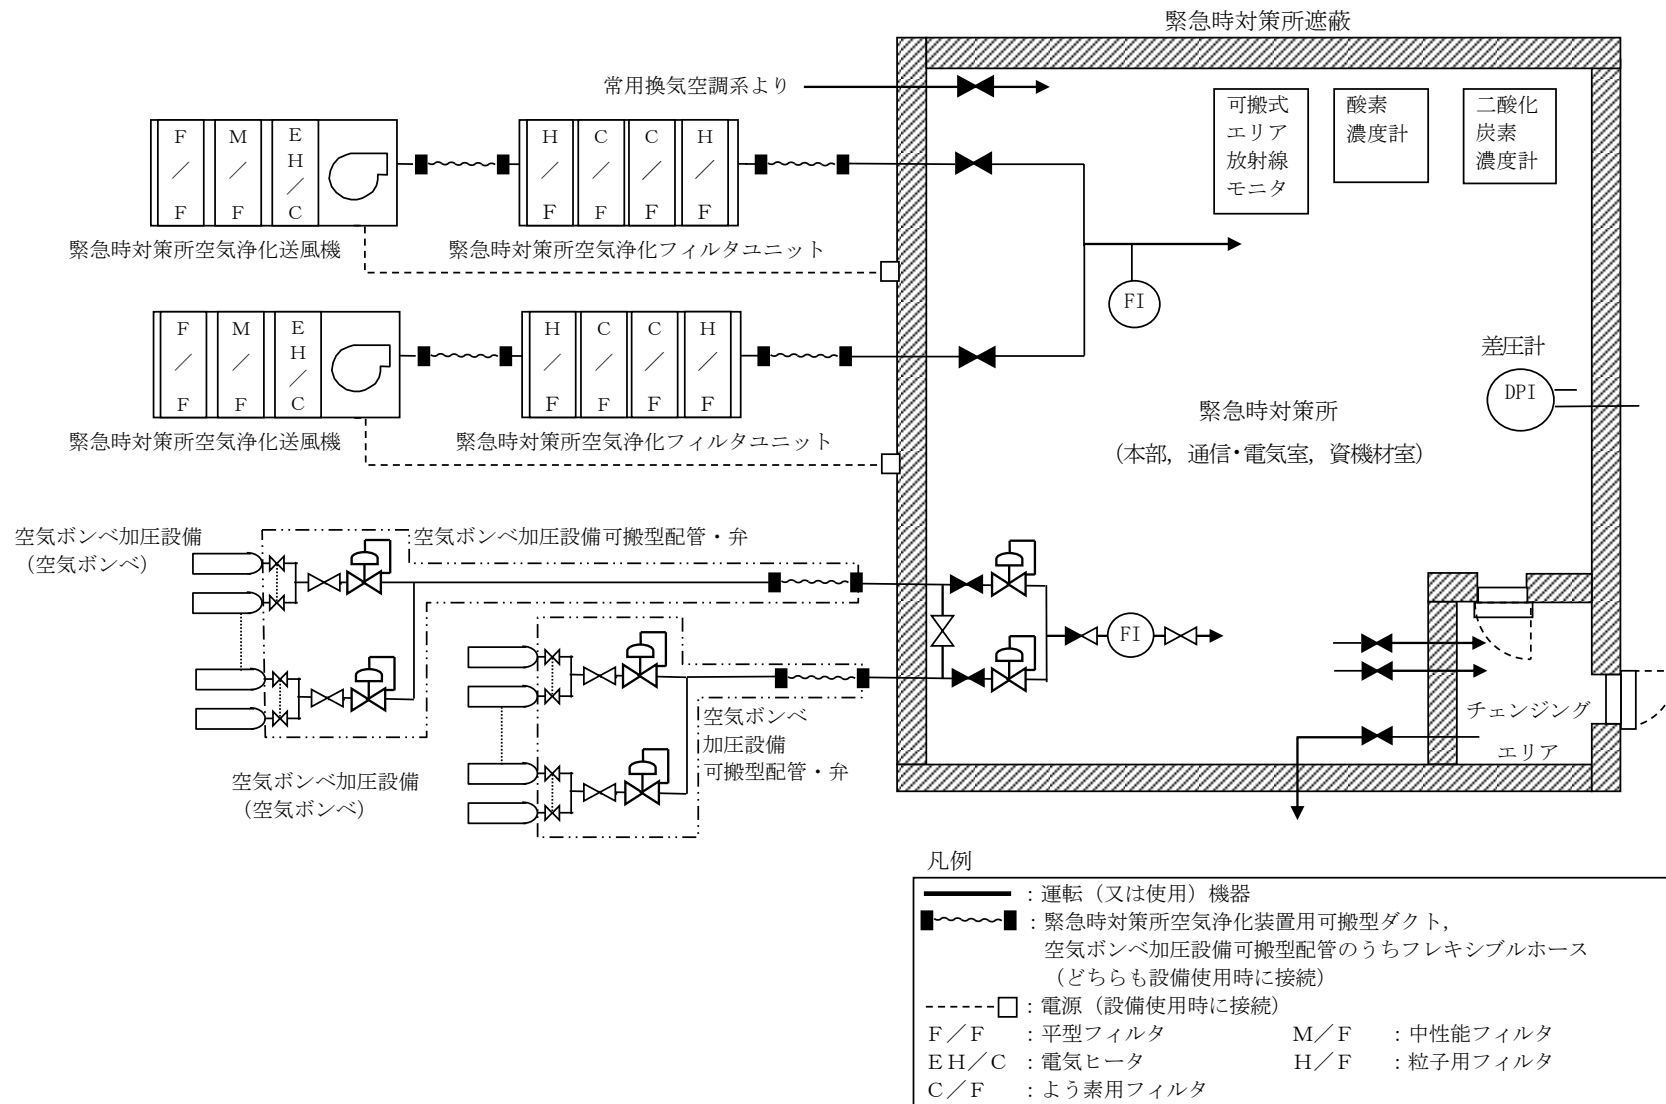 緊急時対策所遮蔽
常用換気空調系より
可搬式
エリア
放射線
モニタ
酸素
濃度計
二酸化
炭素
濃度計
F／F
M／F
EH／C
H／F
C／F
C／F
H／F
緊急時対策所空気浄化送風機
緊急時対策所空気浄化フィルタユニット
FI
F／F
M／F
EH／C
H／F
C／F
C／F
H／F
緊急時対策所空気浄化送風機
緊急時対策所空気浄化フィルタユニット
差圧計
DPI
緊急時対策所
（本部，通信・電気室，資機材室）
空気ボンベ加圧設備
（空気ボンベ）
空気ボンベ加圧設備可搬型配管・弁
FI
空気ボンベ
加圧設備
可搬型配管・弁
空気ボンベ加圧設備
（空気ボンベ）
チェンジング
エリア
凡例
：運転（又は使用）機器
：緊急時対策所空気浄化装置用可搬型ダクト，
空気ボンベ加圧設備可搬型配管のうちフレキシブルホース
（どちらも設備使用時に接続）
：電源（設備使用時に接続）
F／F ：平型フィルタ M／F ：中性能フィルタ
EH／C ：電気ヒータ H／F ：粒子用フィルタ
C／F ：よう素用フィルタ